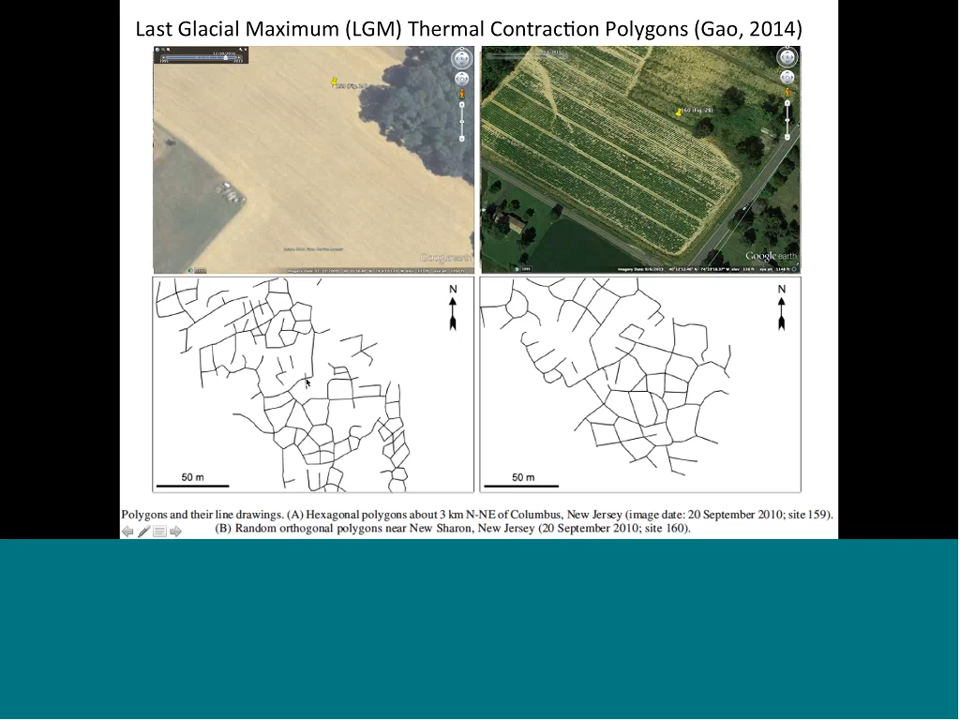 Last Glacial Maximum (LGM) Thermal Contraction Polygons (Gao, 2014)
1995
Google earth
Google earth
1995
N
N
50 m
50 m
Polygons and their line drawings. (A) Hexagonal polygons about 3 km N-NE of Columbus, New Jersey (image date: 20 September 2010; site 159).
(B) Random orthogonal polygons near New Sharon, New Jersey (20 September 2010; site 160).